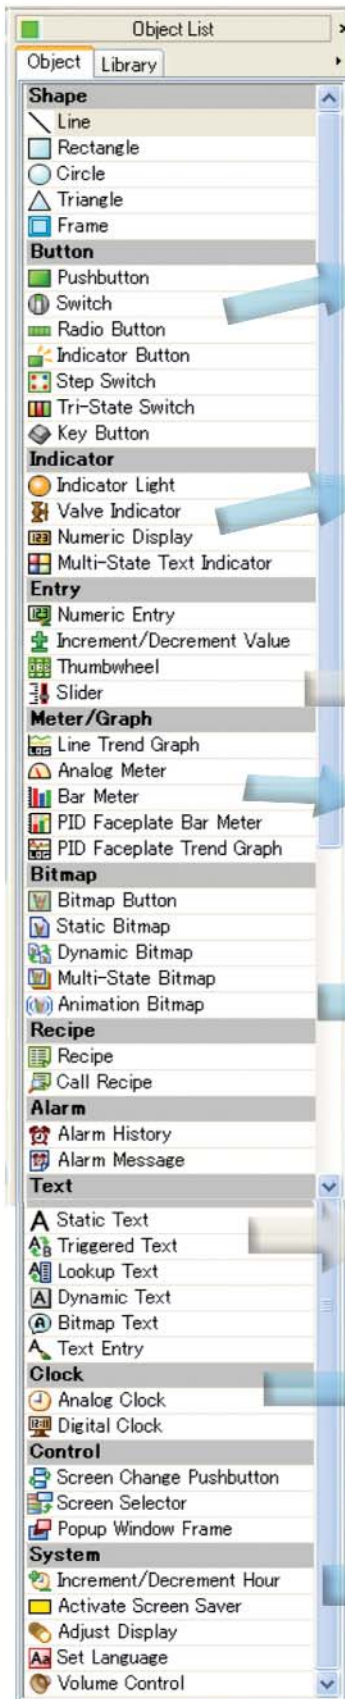 Object List
Object Library
Shape
Line
Rectangle
Circle
Triangle
Frame
Button
Pushbutton
Switch
Radio Button
Indicator Button
Step Switch
Tri-State Switch
Key Button
Indicator
Indicator Light
Valve Indicator
Numeric Display
Multi-State Text Indicator
Entry
Numeric Entry
Increment/Decrement Value
Thumbwheel
Slider
Meter/Graph
Line Trend Graph
Analog Meter
Bar Meter
PID Faceplate Bar Meter
PID Faceplate Trend Graph
Bitmap
Bitmap Button
Static Bitmap
Dynamic Bitmap
Multi-State Bitmap
Animation Bitmap
Recipe
Recipe
Call Recipe
Alarm
Alarm History
Alarm Message
Text
Static Text
Triggered Text
Lookup Text
Dynamic Text
Bitmap Text
Text Entry
Clock
Analog Clock
Digital Clock
Control
Screen Change Pushbutton
Screen Selector
Popup Window Frame
System
Increment/Decrement Hour
Activate Screen Saver
Adjust Display
Set Language
Volume Control